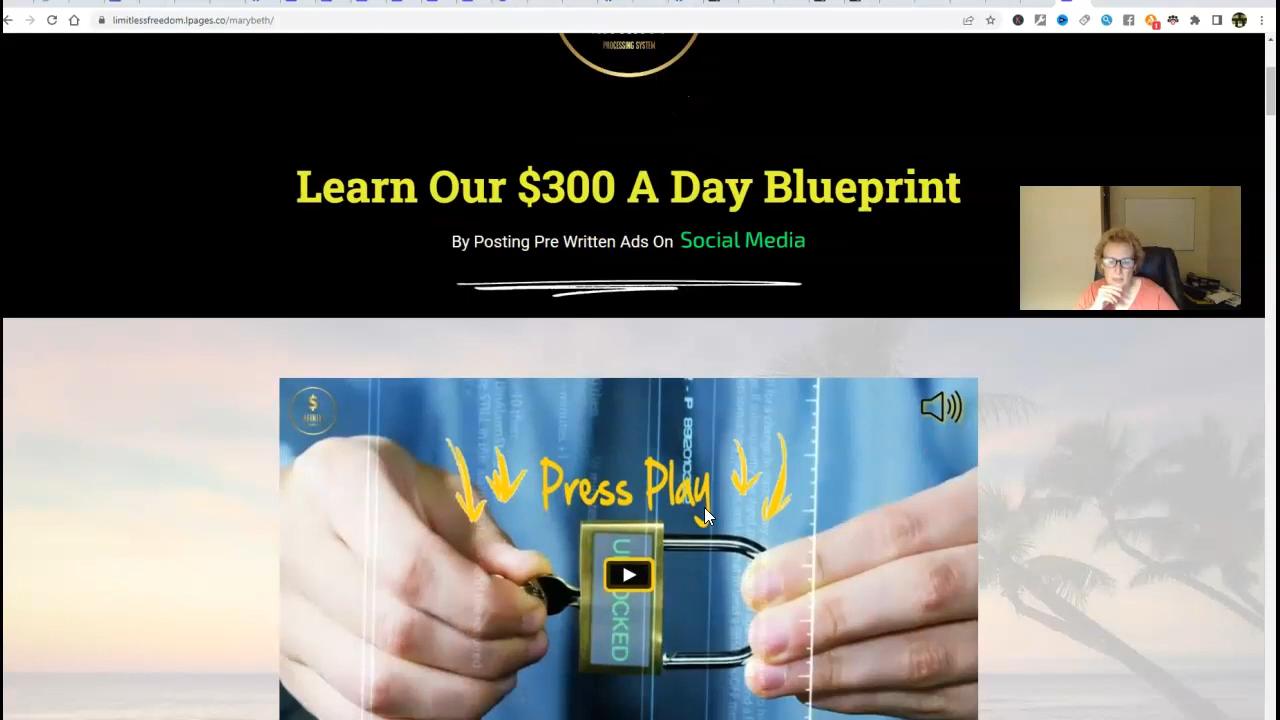 limitlessfreedom.lpages.co/marybeth/
PROCESSING SYSTEM
Learn Our $300 A Day Blueprint
By Posting Pre Written Ads On Social Media
$
Press Play
UNLOCKED